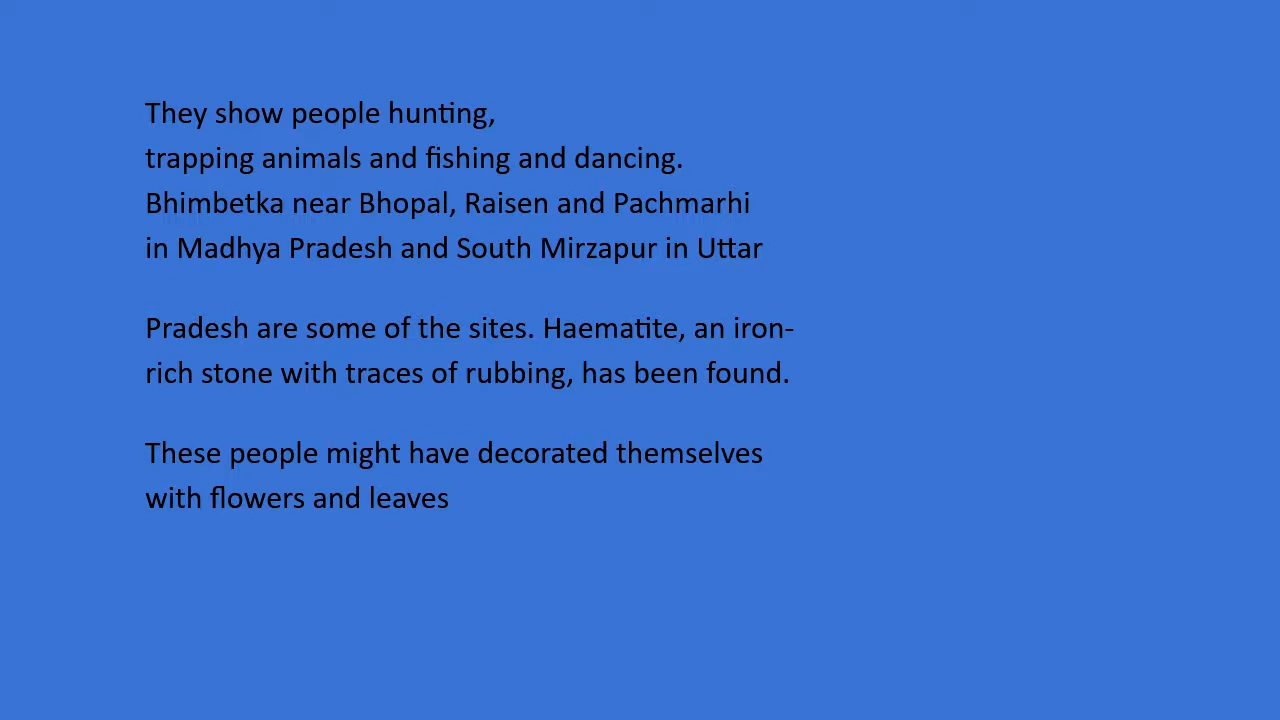 They show people hunting,
trapping animals and fishing and dancing.
Bhimbetka near Bhopal, Raisen and Pachmarhi
in Madhya Pradesh and South Mirzapur in Uttar
Pradesh are some of the sites. Haematite, an iron-
rich stone with traces of rubbing, has been found.
These people might have decorated themselves
with flowers and leaves